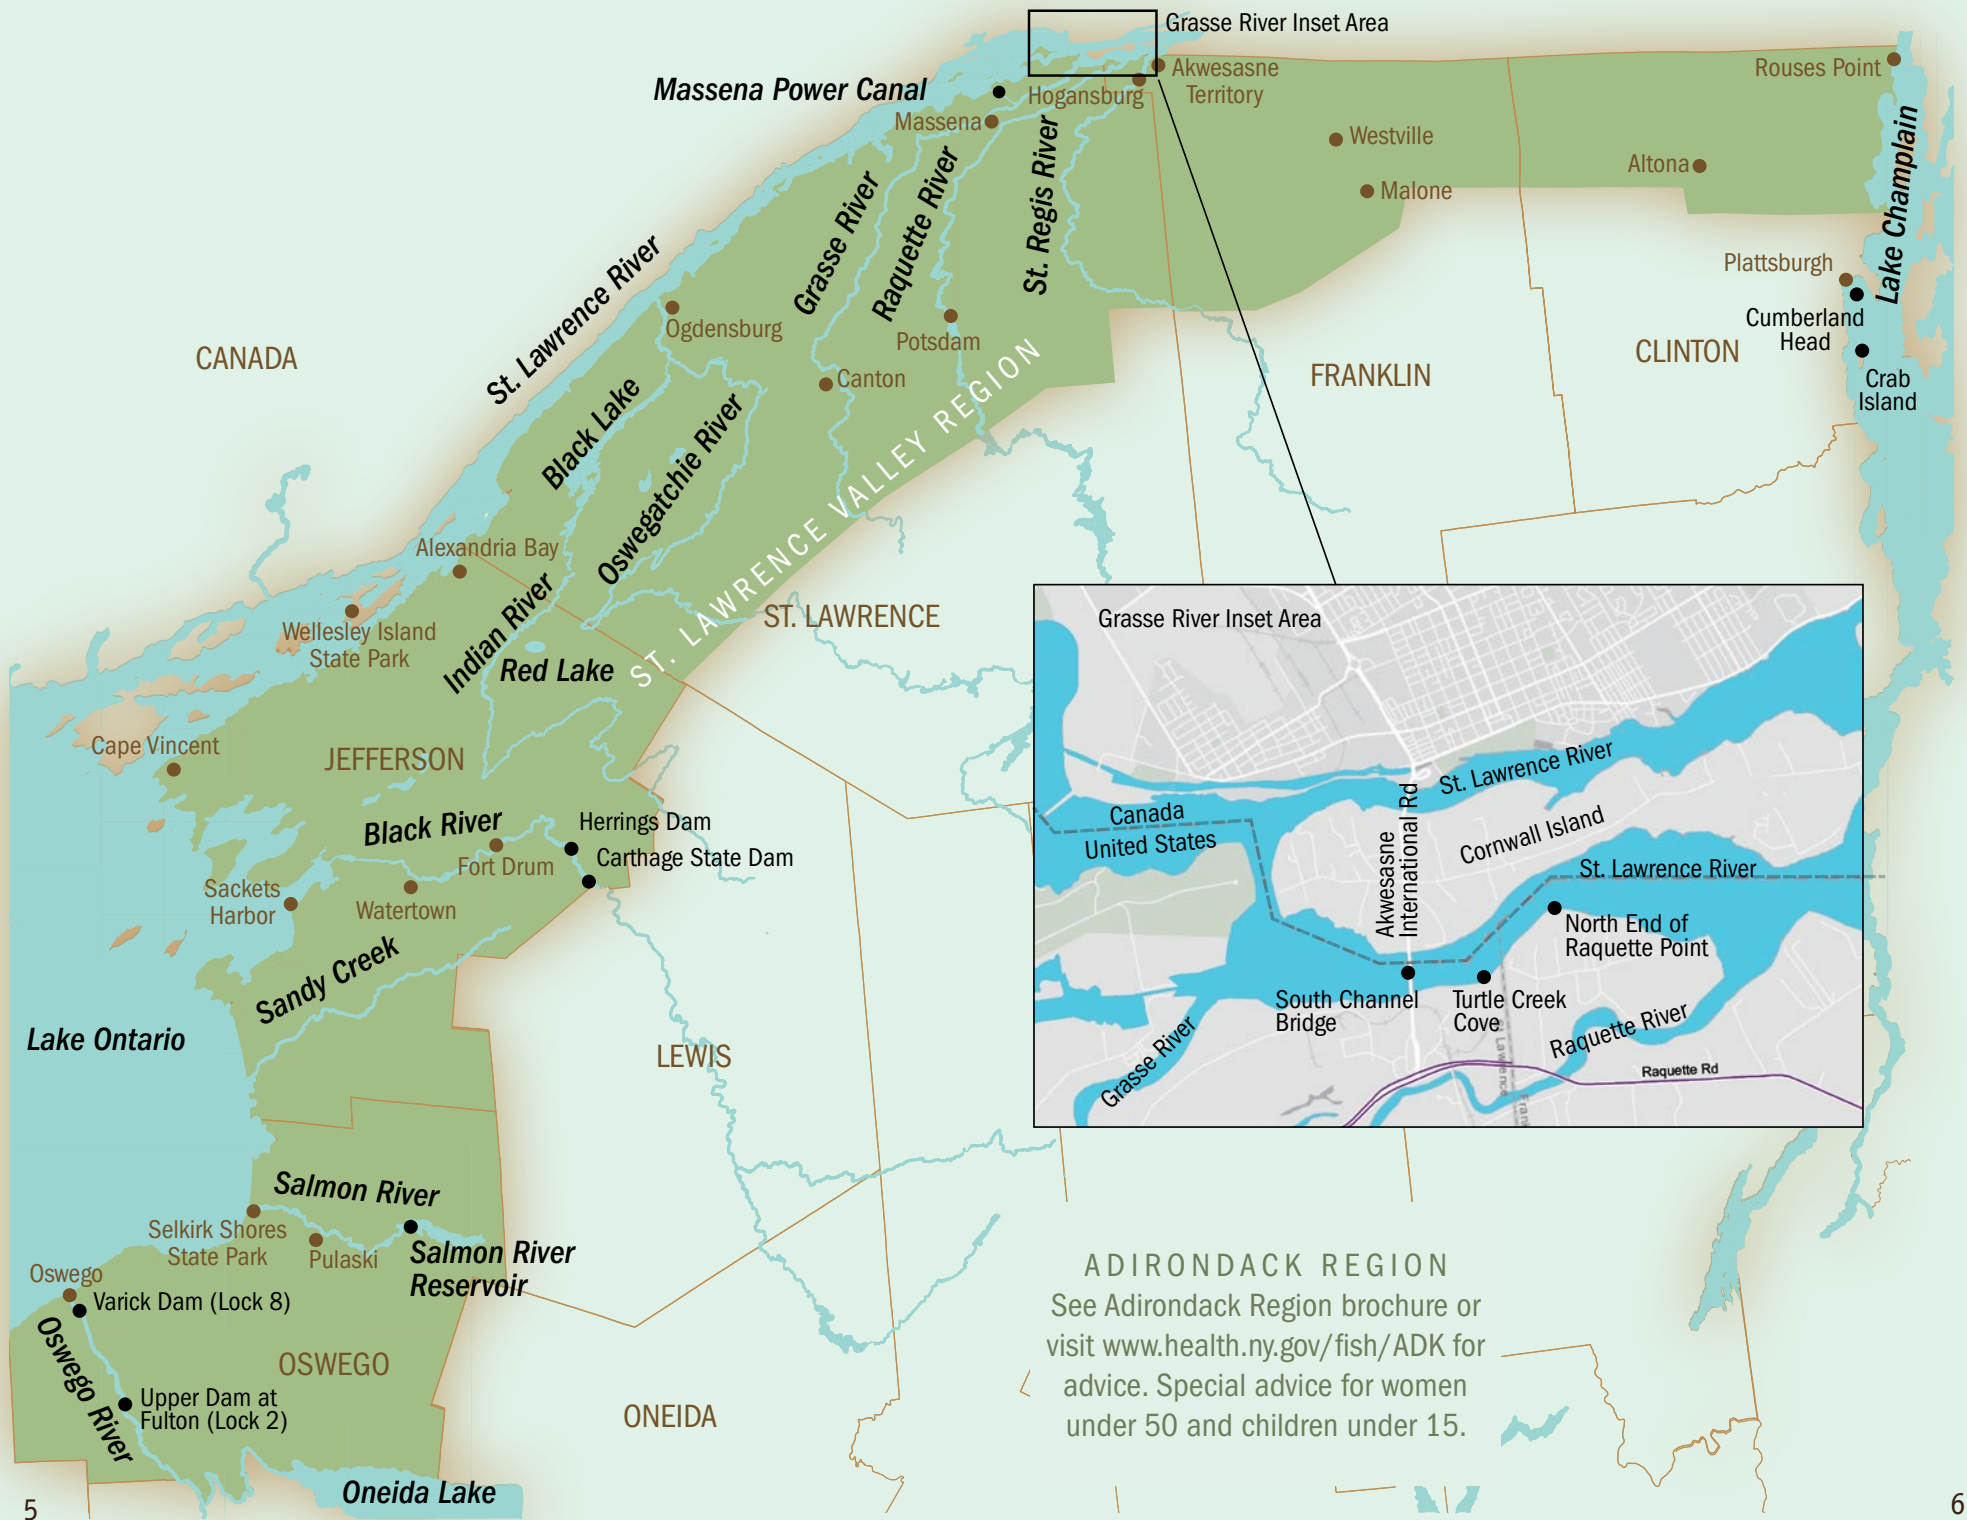 Grasse River Inset Area
Massena Power Canal
Akwesasne
Territory
Hogansburg
Massena
Rouses Point
Westville
Malone
Altona
Lake Champlain
Plattsburgh
Cumberland
Head
Crab
Island
CLINTON
FRANKLIN
CANADA
St. Lawrence River
Grasse River
Raquette River
St. Regis River
Ogdensburg
Potsdam
Canton
Black Lake
Oswegatchie River
ST. LAWRENCE VALLEY REGION
Alexandria Bay
Wellesley Island
State Park
Indian River
Red Lake
ST. LAWRENCE
Cape Vincent
JEFFERSON
Black River
Herrings Dam
Carthage State Dam
Fort Drum
Sackets
Harbor
Watertown
Sandy Creek
Lake Ontario
LEWIS
Salmon River
Selkirk Shores
State Park
Pulaski
Salmon River
Reservoir
Oswego
Varick Dam (Lock 8)
Oswego River
OSWEGO
Upper Dam at
Fulton (Lock 2)
ONEIDA
Oneida Lake
Grasse River Inset Area
St. Lawrence River
Canada
United States
Akwesasne
International Rd
Cornwall Island
St. Lawrence River
North End of
Raquette Point
South Channel
Bridge
Turtle Creek
Cove
Grasse River
Raquette River
Raquette Rd
St Lawrence
Frank
ADIRONDACK REGION
See Adirondack Region brochure or
visit www.health.ny.gov/fish/ADK for
advice. Special advice for women
under 50 and children under 15.
5
6